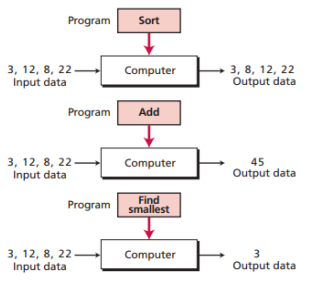 Program Sort
3, 12, 8, 22 Computer 3, 8, 12, 22
Input data Output data
Program Add
3, 12, 8, 22 Computer 45
Input data Output data
Program Find
smallest
3, 12, 8, 22 Computer 3
Input data Output data